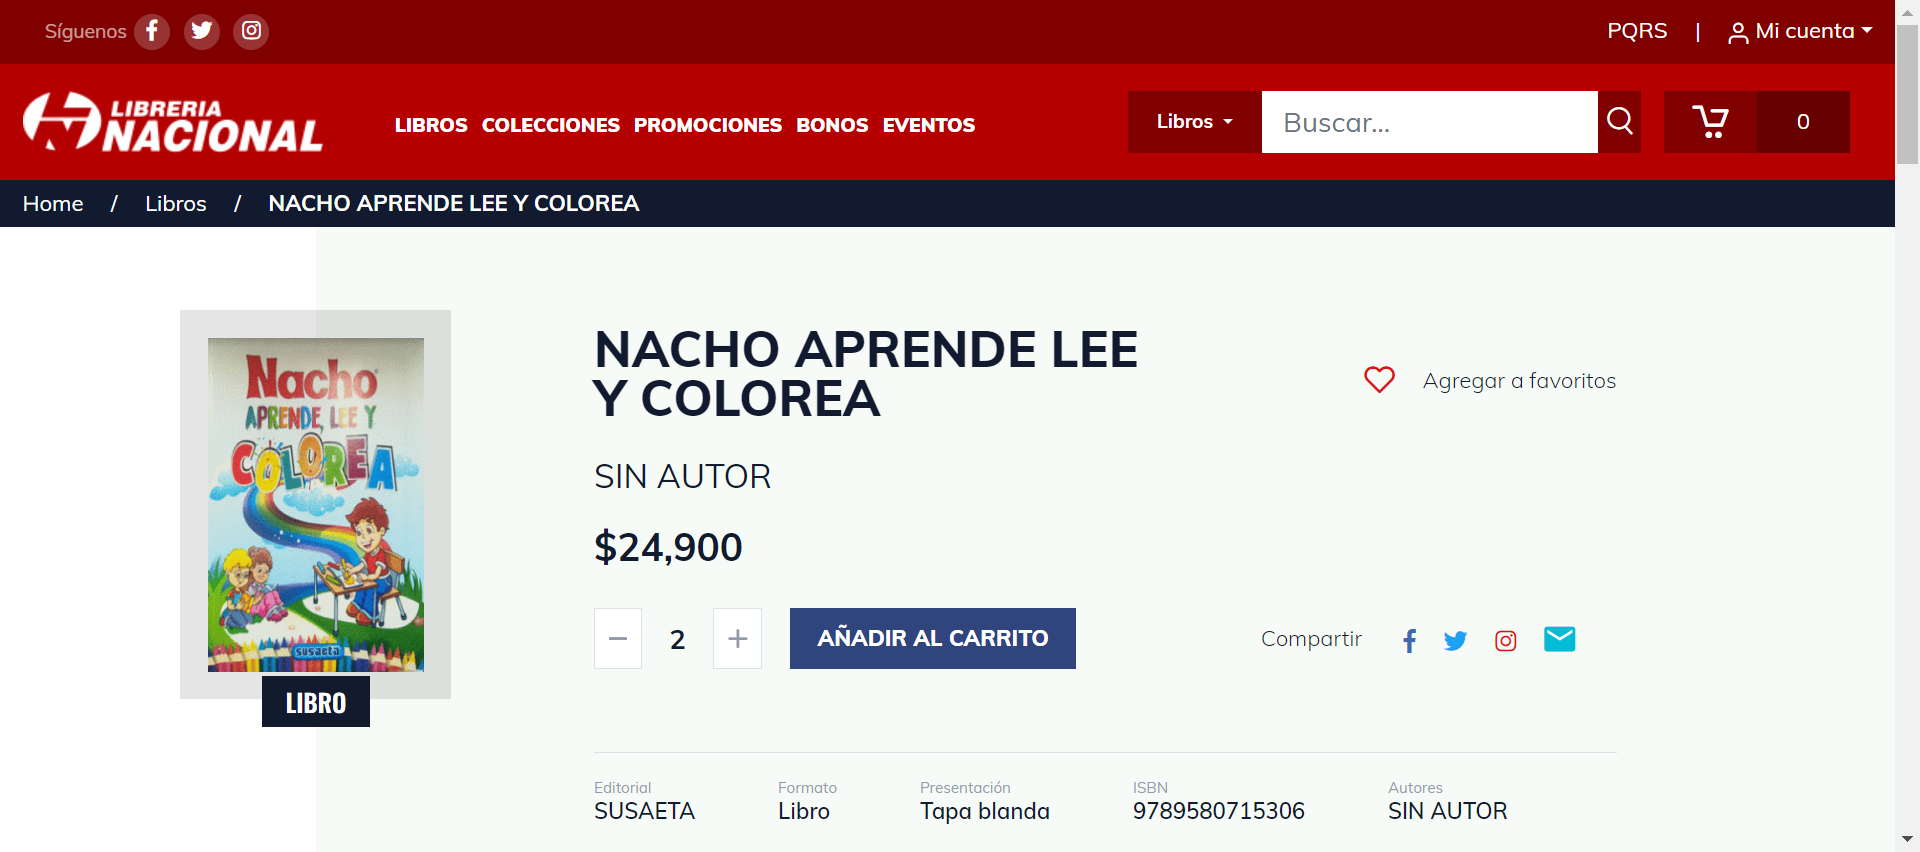 Síguenos
PQRS | Mi cuenta
LIBRERIA
NACIONAL
LIBROS COLECCIONES PROMOCIONES BONOS EVENTOS
Libros
Buscar...
0
Home / Libros / NACHO APRENDE LEE Y COLOREA
Nacho
APRENDE, LEE Y
COLOREA
susaeta
LIBRO
NACHO APRENDE LEE
Y COLOREA
Agregar a favoritos
SIN AUTOR
$24,900
2
AÑADIR AL CARRITO
Compartir
Editorial
SUSAETA
Formato
Libro
Presentación
Tapa blanda
ISBN
9789580715306
Autores
SIN AUTOR